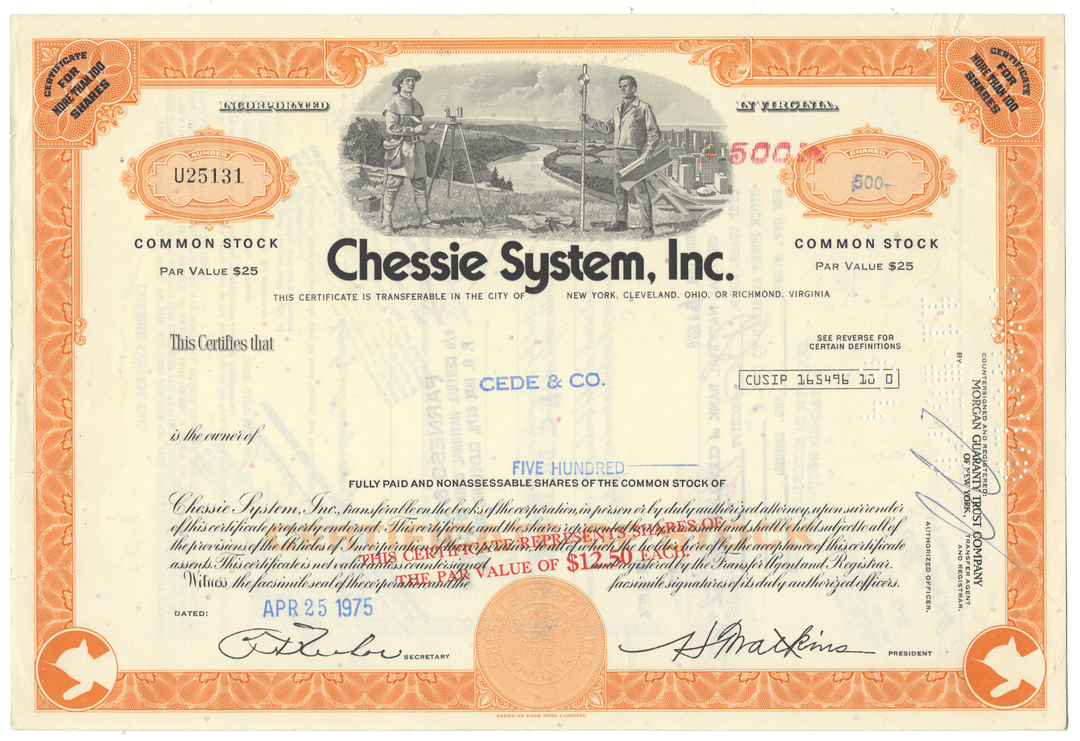 CERTIFICATE
FOR
MORE THAN 100
SHARES
CERTIFICATE
FOR
MORE THAN 100
SHARES
INCORPORATED
IN VIRGINIA.
NUMBER
U25131
500
SHARES
500-
COMMON STOCK
PAR VALUE $25
COMMON STOCK
PAR VALUE $25
Chessie System, Inc.
THIS CERTIFICATE IS TRANSFERABLE IN THE CITY OF NEW YORK, CLEVELAND, OHIO, OR RICHMOND, VIRGINIA
This Certifies that
SEE REVERSE FOR
CERTAIN DEFINITIONS
CEDE & CO.
CUSIP 165496 10 0
is the owner of
FIVE HUNDRED
FULLY PAID AND NONASSESSABLE SHARES OF THE COMMON STOCK OF
Chessie System, Inc., transferable on the books of the corporation, in person or by duly authorized attorney, upon surrender
of this certificate properly endorsed. This certificate and the shares represented hereby are issued and shall be held subject to all of
the provisions of the Articles of Incorporation of the corporation, to all of which the holder hereof by the acceptance of this certificate
assents. This certificate is not valid unless countersigned and registered by the Transfer Agent and Registrar.
Witness the facsimile seal of the corporation and the facsimile signatures of its duly authorized officers.
THIS CERTIFICATE REPRESENTS SHARES OF
THE PAR VALUE OF $12.50 EACH.
DATED:
APR 25 1975
SECRETARY
H S Watkins
PRESIDENT
COUNTERSIGNED AND REGISTERED:
MORGAN GUARANTY TRUST COMPANY
OF NEW YORK,
TRANSFER AGENT
AND REGISTRAR.
BY
AUTHORIZED OFFICER.
AMERICAN BANK NOTE COMPANY.